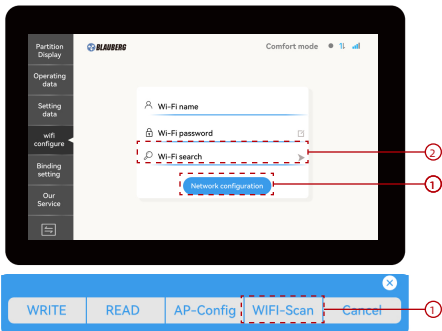 Partition
Display
BLAUBERG
Comfort mode
Operating
data
Setting
data
wifi
configure
Binding
setting
Our
Service
Wi-Fi name
Wi-Fi password
Wi-Fi search
Network configuration
2
1
WRITE
READ
AP-Config
WIFI-Scan
Cancel
1